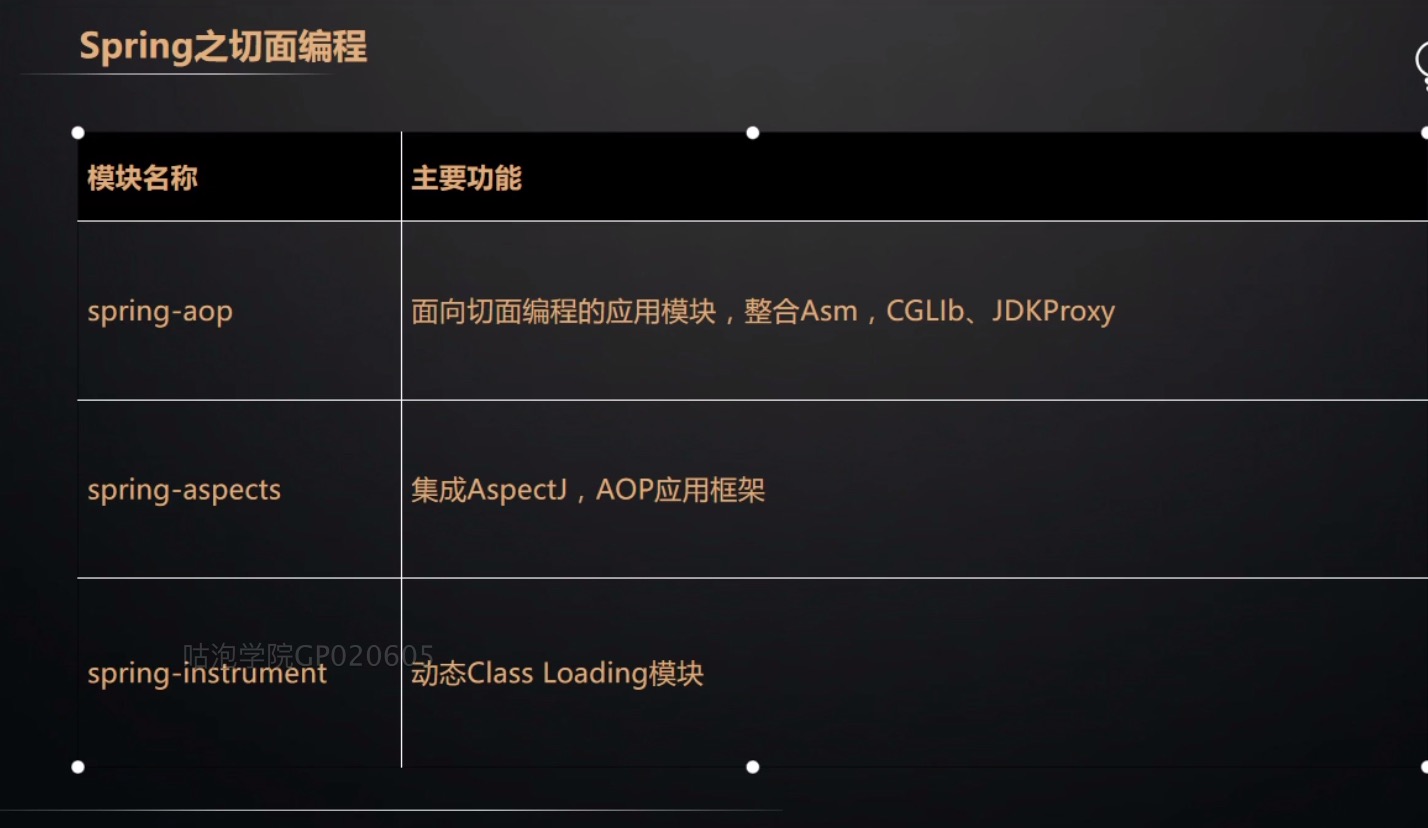 Spring之切面编程
模块名称 主要功能
spring-aop 面向切面编程的应用模块，整合Asm，CGLIb、JDKProxy
spring-aspects 集成AspectJ，AOP应用框架
咕泡学院GP020605
spring-instrument 动态Class Loading模块